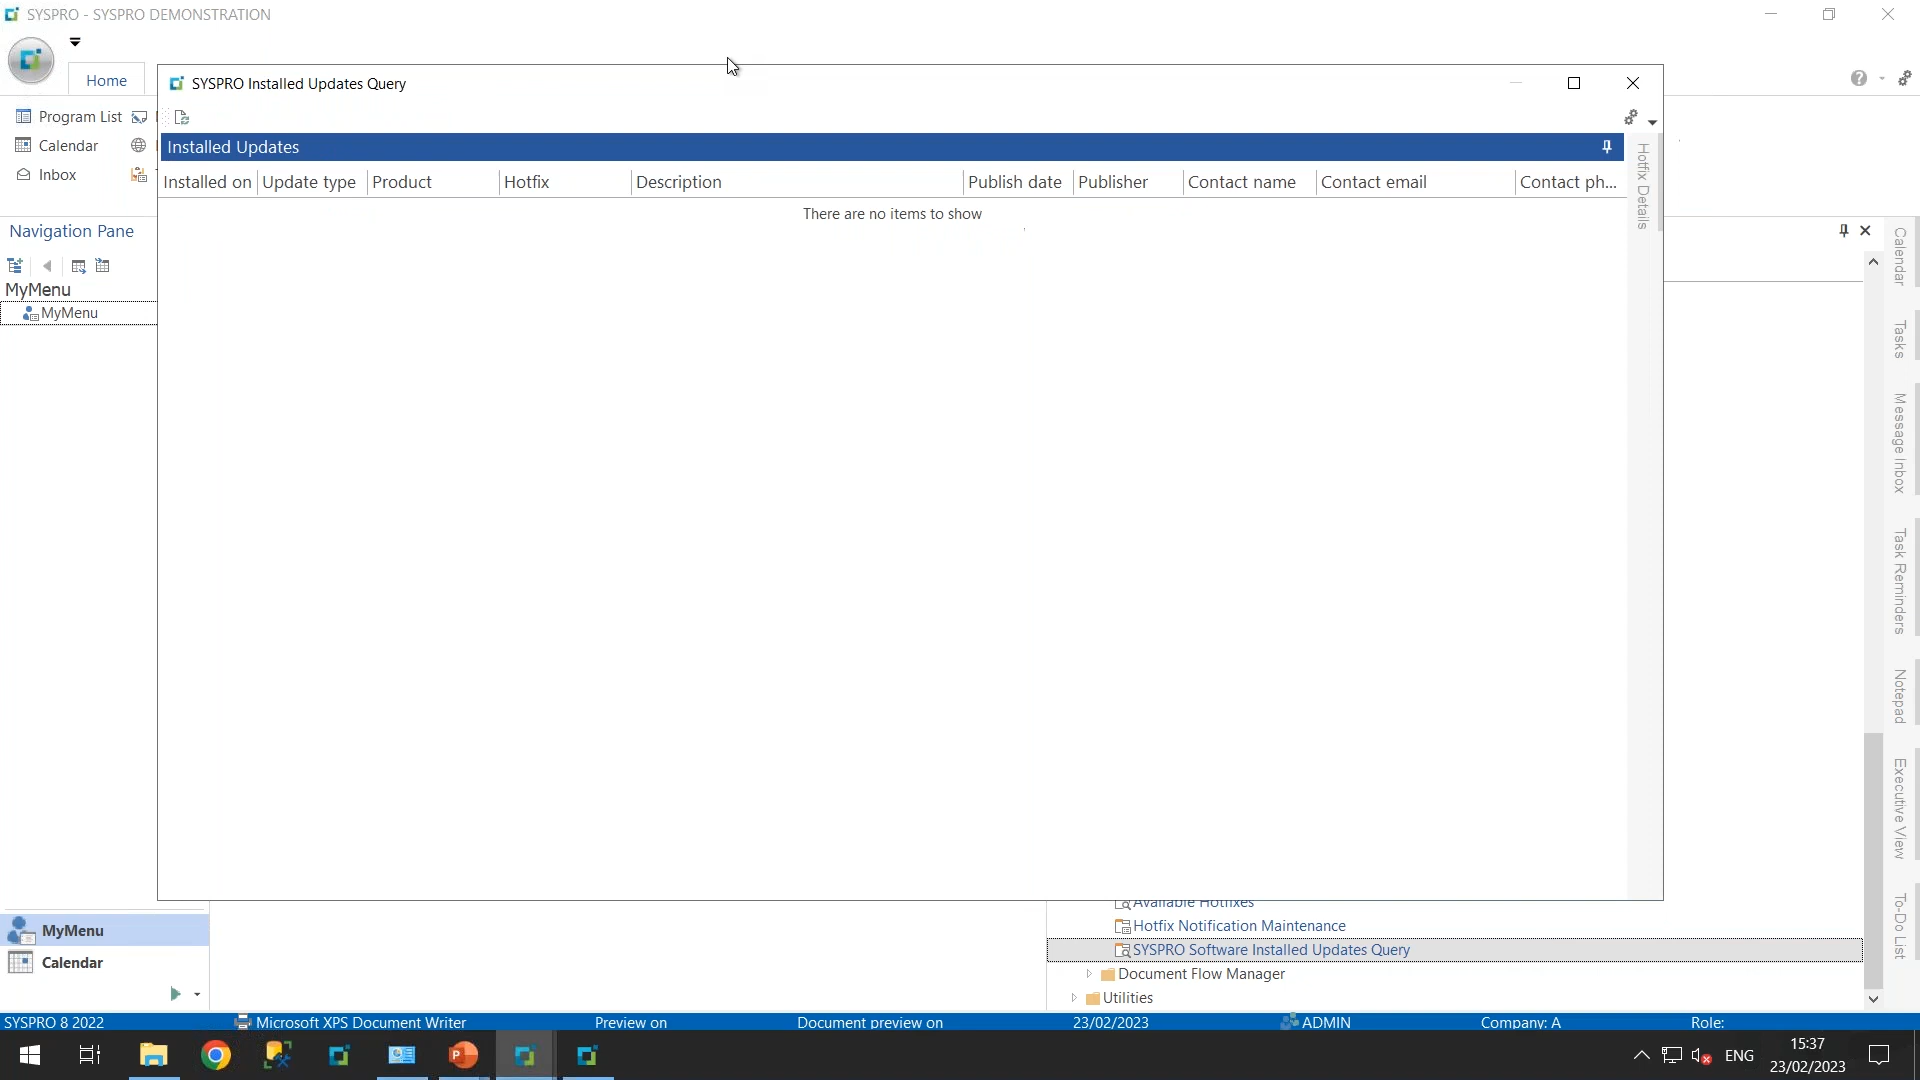 SYSPRO - SYSPRO DEMONSTRATION
Home
SYSPRO Installed Updates Query
Program List
Calendar
Inbox
Installed Updates
Installed on Update type Product Hotfix Description Publish date Publisher Contact name Contact email Contact ph...
There are no items to show
Hotfix Details
Navigation Pane
MyMenu
MyMenu
Calendar
Tasks
Message Inbox
Task Reminders
Notepad
Executive View
To-Do List
MyMenu
Calendar
Available Hotfixes
Hotfix Notification Maintenance
SYSPRO Software Installed Updates Query
Document Flow Manager
Utilities
SYSPRO 8 2022 Microsoft XPS Document Writer Preview on Document preview on 23/02/2023 ADMIN Company: A Role:
ENG
15:37
23/02/2023